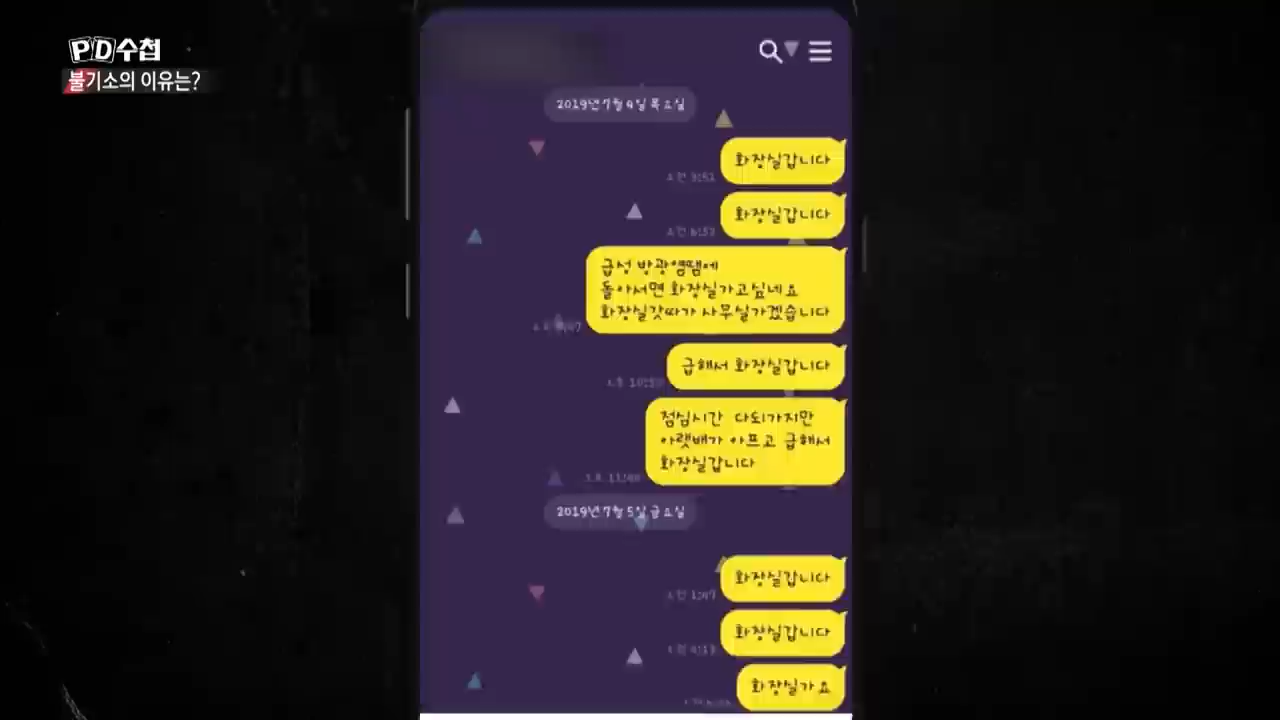 PD수첩
불기소의 이유는?
2019년 7월 4일 목요일
화장실갑니다
화장실갑니다
급성 방광염땜에
돌아서면 화장실가고싶네요
화장실갓따가 사무실가겠습니다
급해서 화장실갑니다
점심시간 다되가지만
아랫배가 아프고 급해서
화장실갑니다
2019년 7월 5일 금요일
화장실갑니다
화장실갑니다
화장실가요